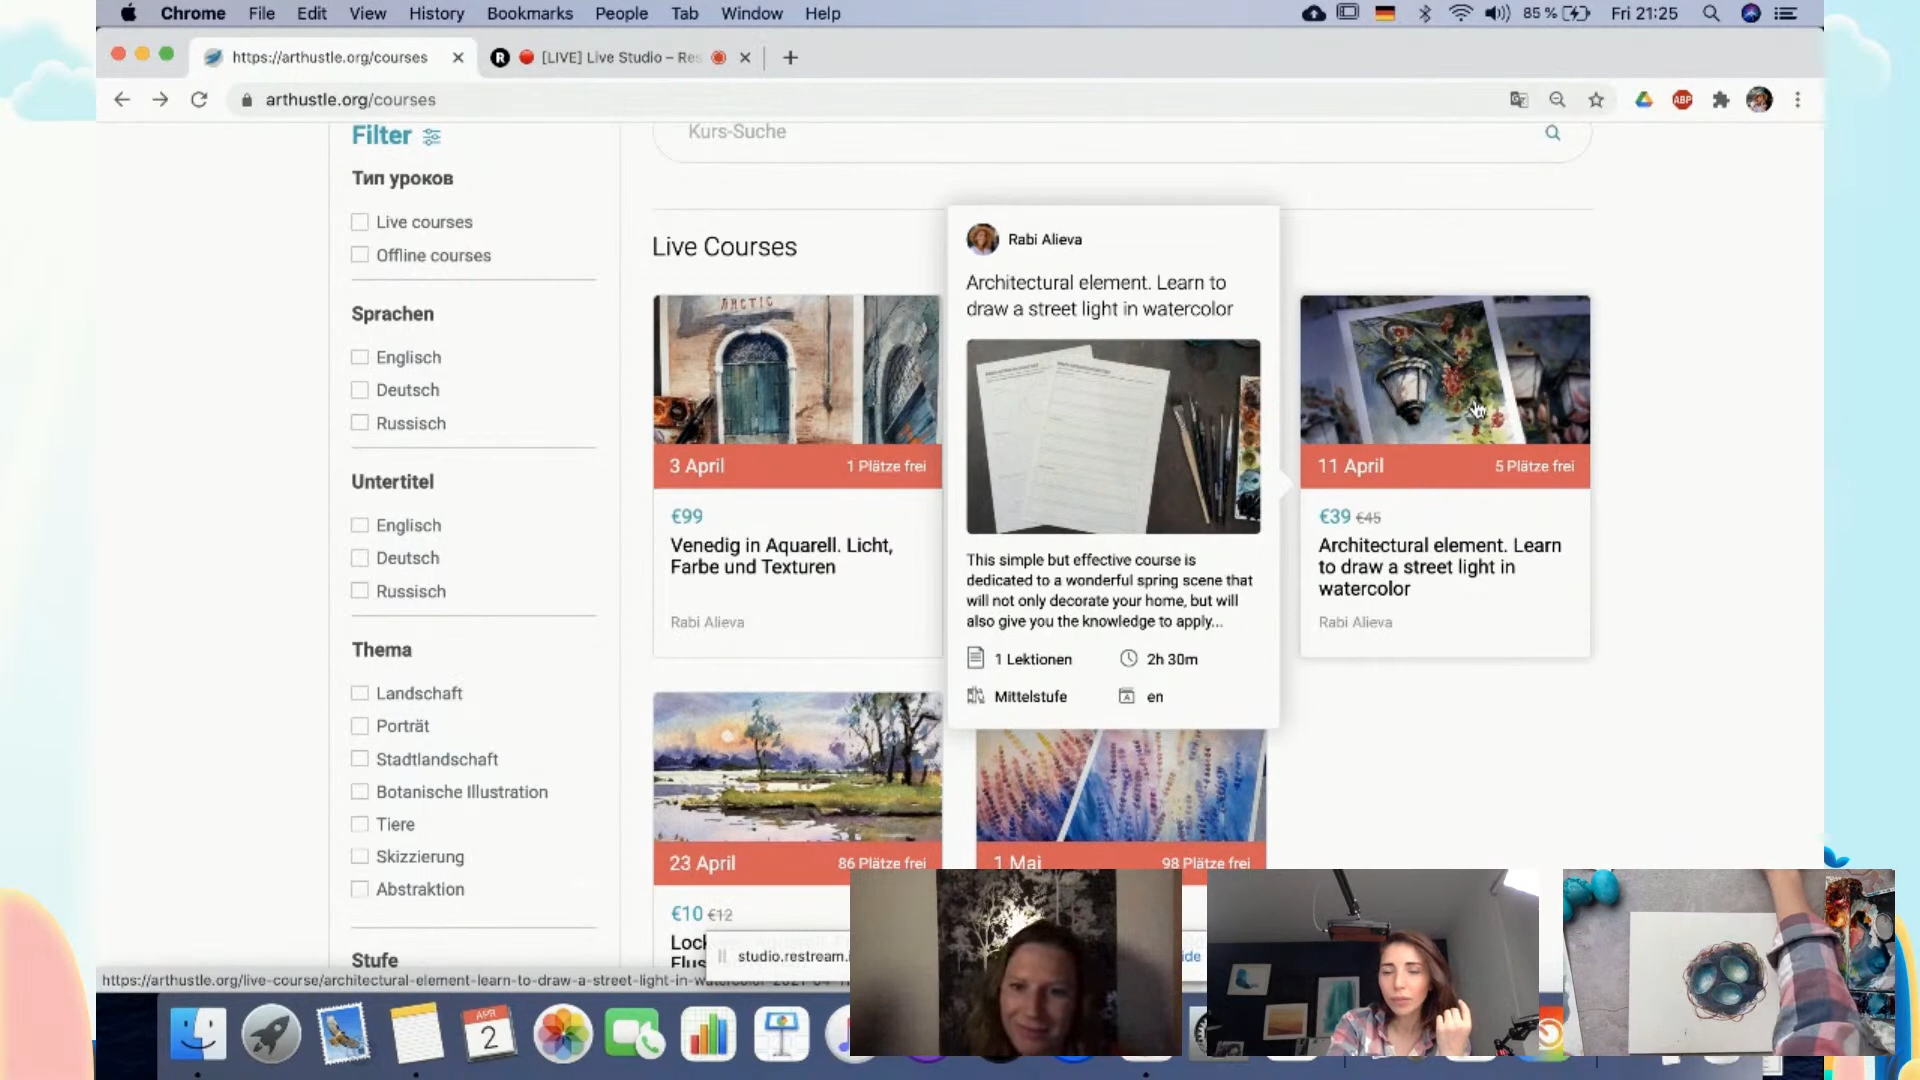 Chrome File Edit View History Bookmarks People Tab Window Help 85 % Fri 21:25
https://arthustle.org/courses [LIVE] Live Studio – Res
arthustle.org/courses ABP
Filter
Тип уроков
Live courses
Offline courses
Sprachen
Englisch
Deutsch
Russisch
Untertitel
Englisch
Deutsch
Russisch
Thema
Landschaft
Porträt
Stadtlandschaft
Botanische Illustration
Tiere
Skizzierung
Abstraktion
Stufe
Kurs-Suche
Live Courses
ARCTIC
3 April 1 Plätze frei
€99
Venedig in Aquarell. Licht,
Farbe und Texturen
Rabi Alieva
Rabi Alieva
Architectural element. Learn to
draw a street light in watercolor
This simple but effective course is
dedicated to a wonderful spring scene that
will not only decorate your home, but will
also give you the knowledge to apply...
1 Lektionen 2h 30m
Mittelstufe en
11 April 5 Plätze frei
€39 €45
Architectural element. Learn
to draw a street light in
watercolor
Rabi Alieva
23 April 86 Plätze frei
€10 €12
1 Mai 98 Plätze frei
studio.restream.i
https://arthustle.org/live-course/architectural-element-learn-to-draw-a-street-light-in-watercolor-2021-04
APR
2